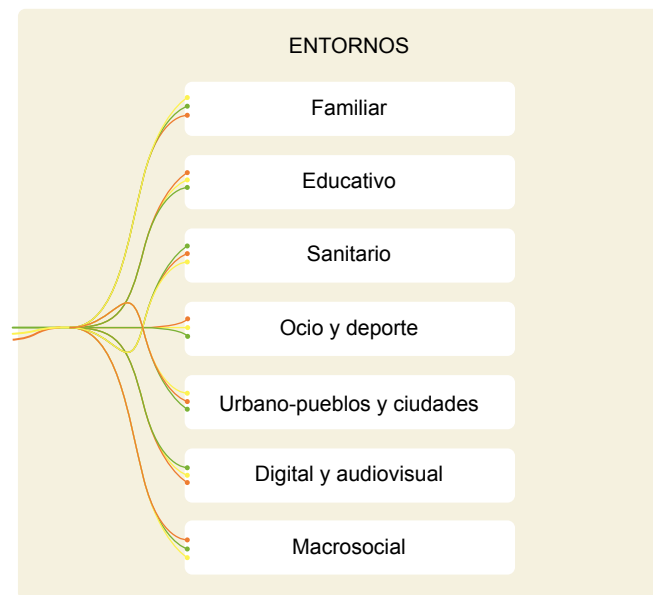 ENTORNOS
Familiar
Educativo
Sanitario
Ocio y deporte
Urbano-pueblos y ciudades
Digital y audiovisual
Macrosocial